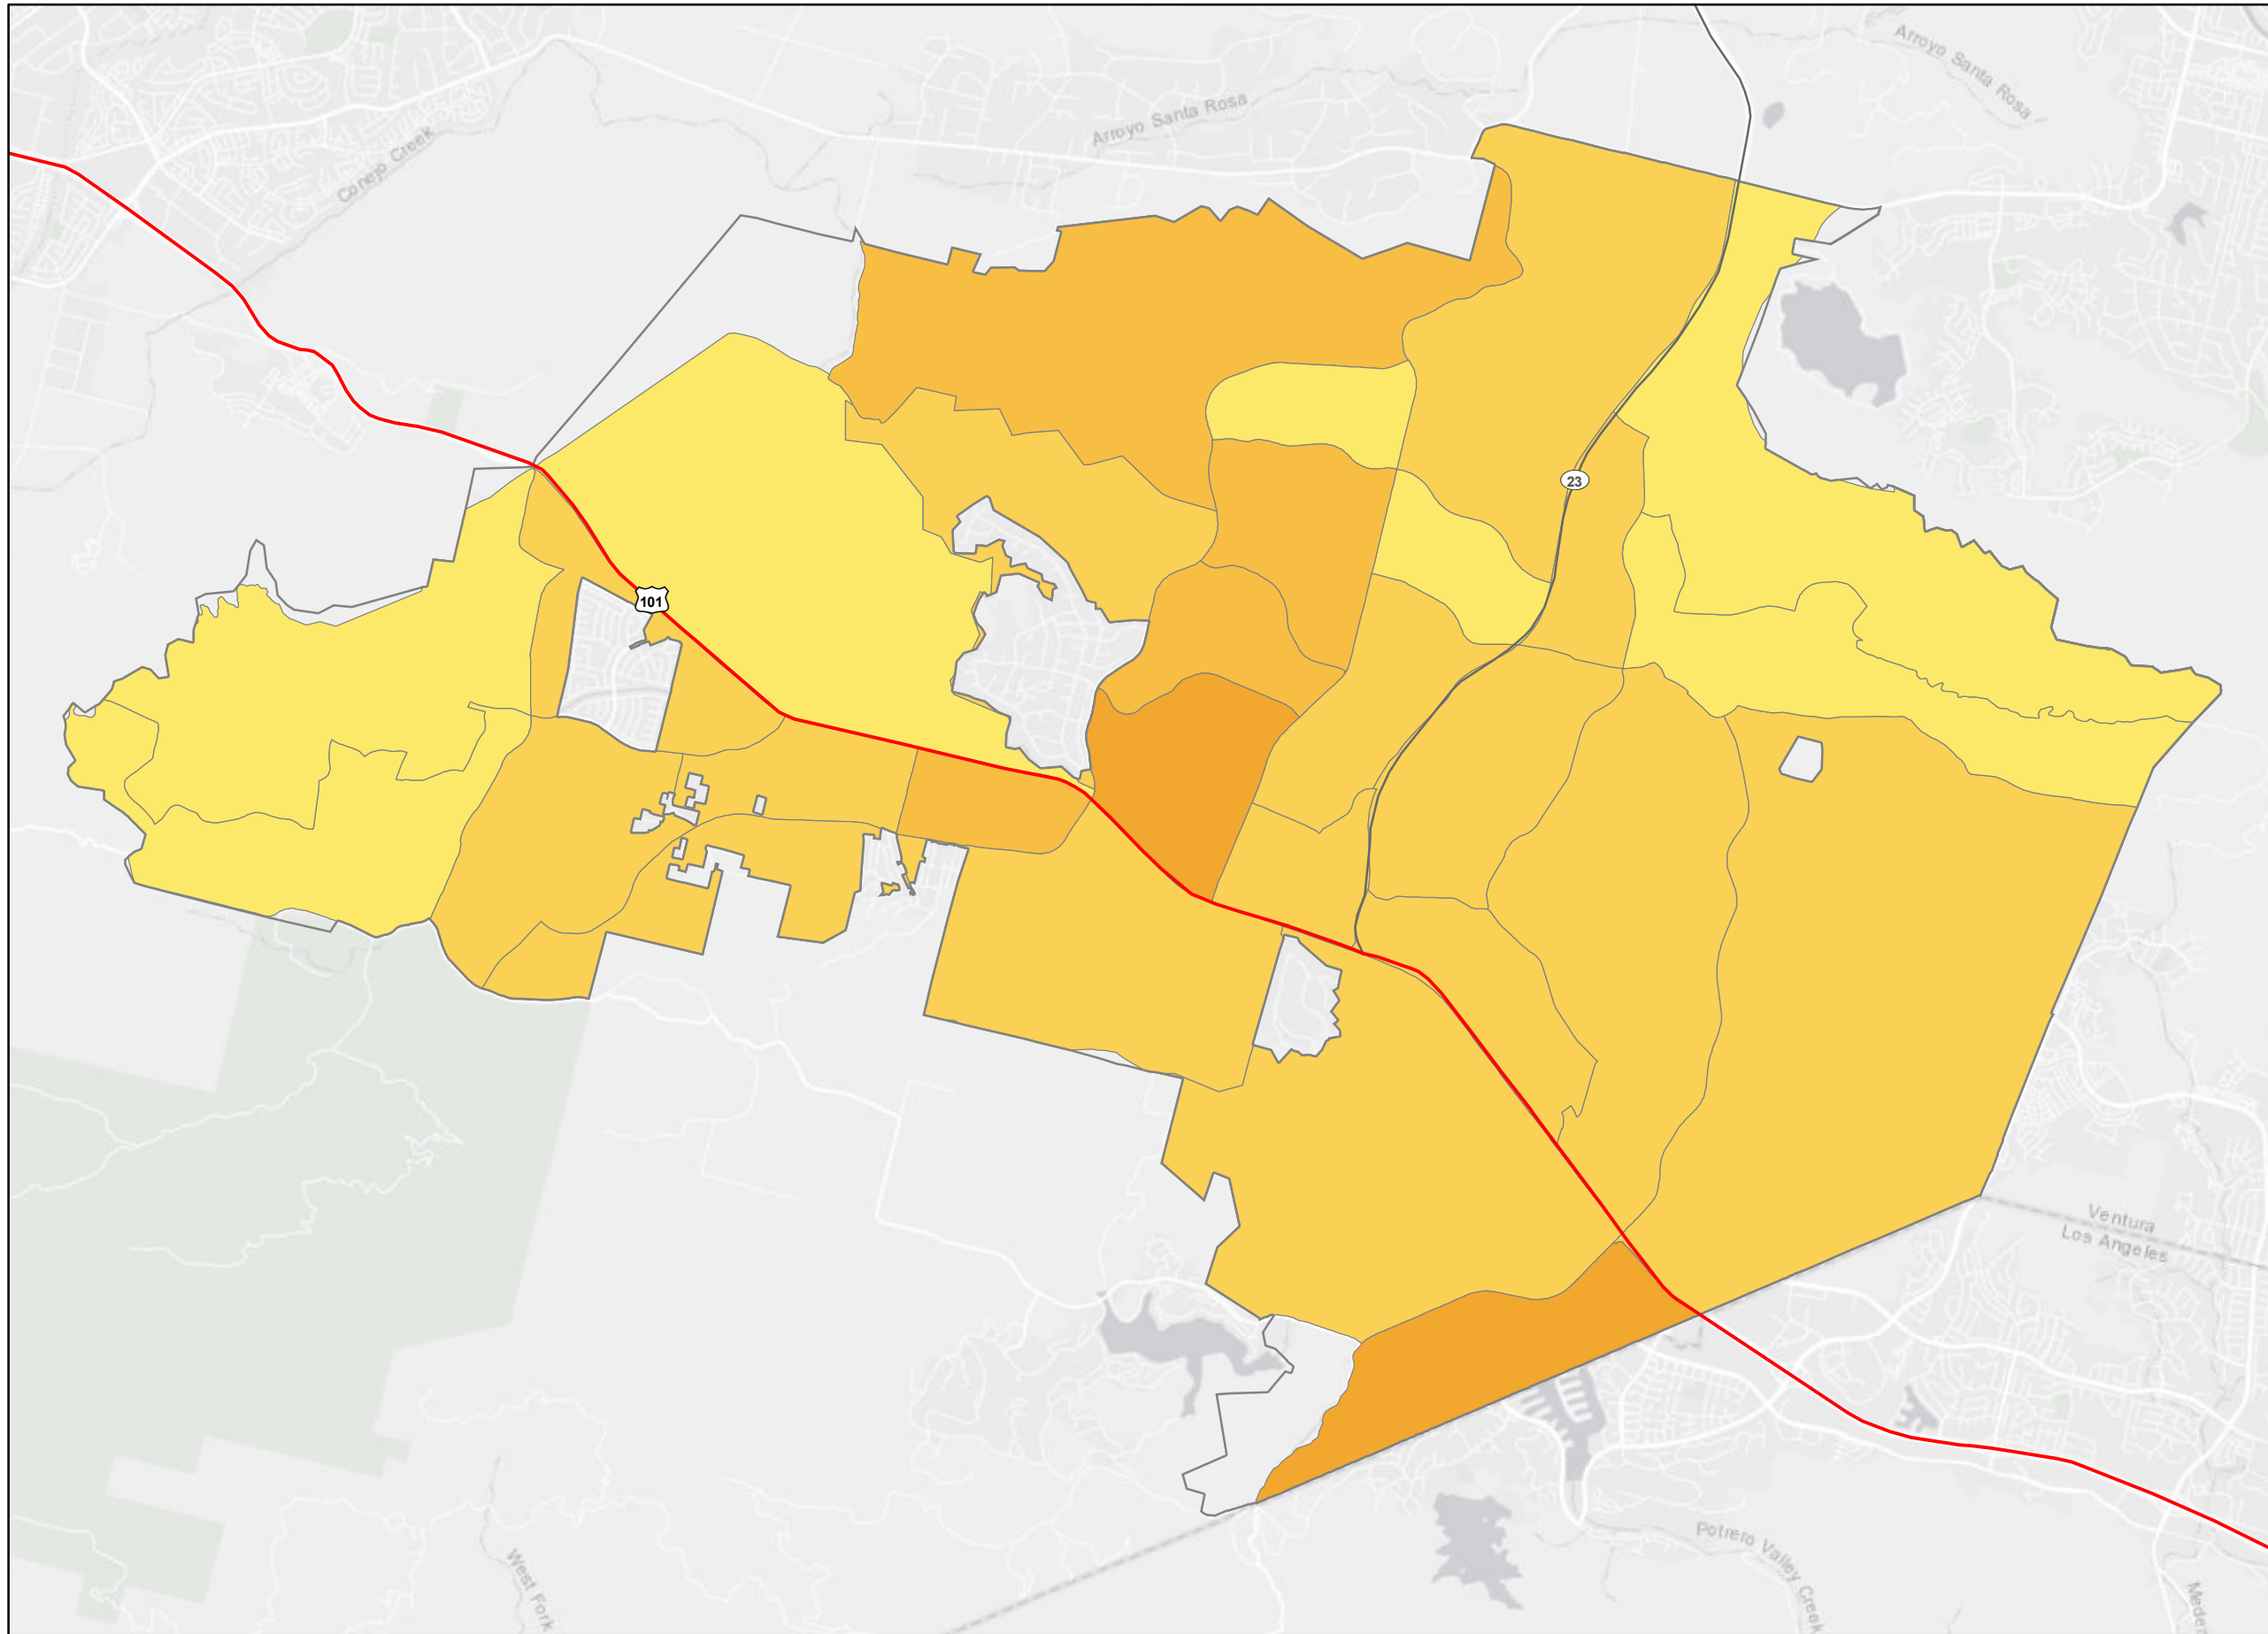 Arroyo Santa Rosa
Arroyo Santa Rosa
Conejo Creek
23
101
Ventura
Los Angeles
Potrero Valley Creek
West Fork